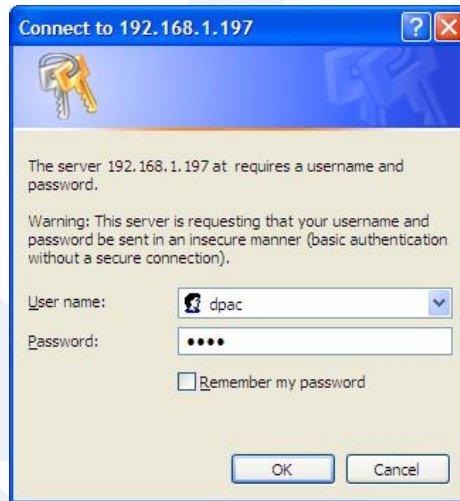 Connect to 192.168.1.197
The server 192.168.1.197 at requires a username and
password.
Warning: This server is requesting that your username and
password be sent in an insecure manner (basic authentication
without a secure connection).
User name:
dpac
Password:
••••
Remember my password
OK
Cancel